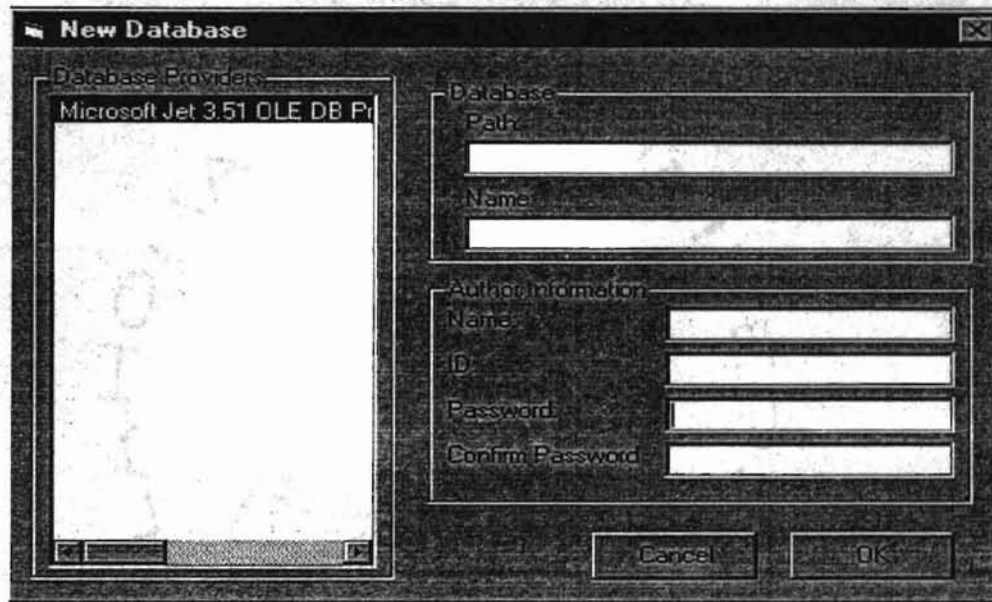 New Database
Database Providers
Microsoft Jet 3.51 OLE DB Pr
Database
Path:
Name:
Author Information
Name:
ID:
Password:
Confirm Password
Cancel
OK